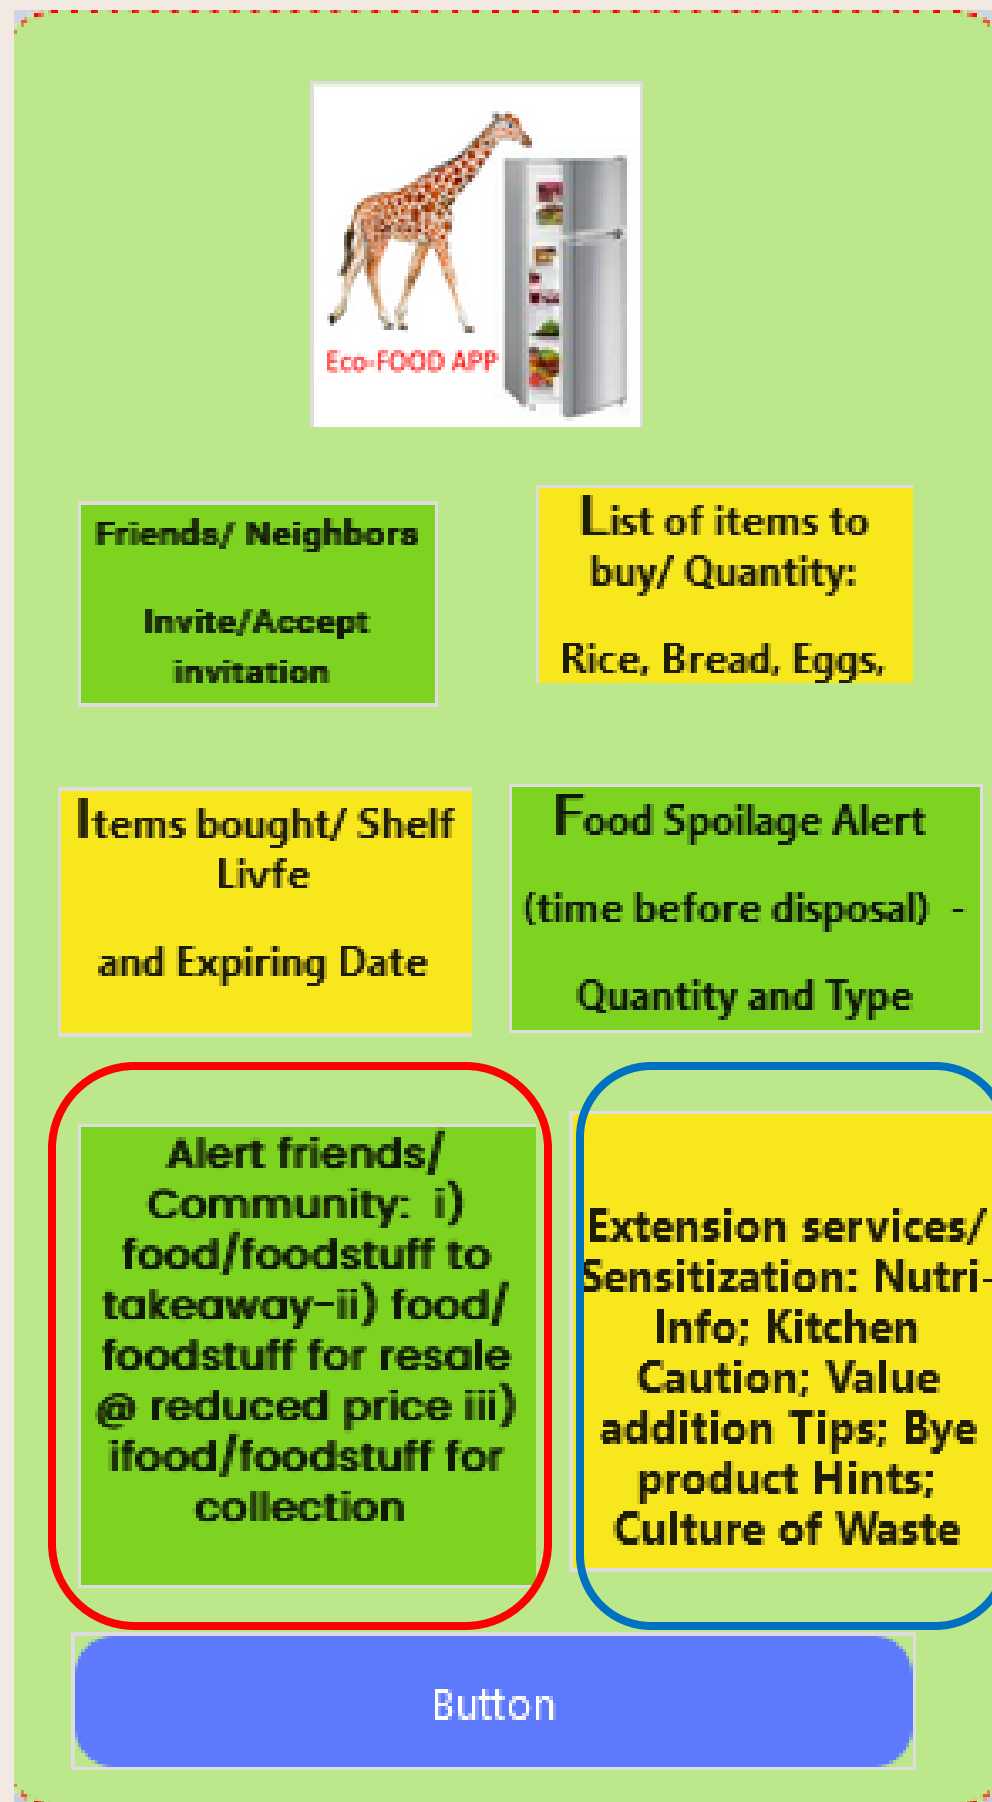 Eco-FOOD APP
Friends/ Neighbors
Invite/Accept
invitation
List of items to
buy/ Quantity:
Rice, Bread, Eggs,
Items bought/ Shelf
Livfe
and Expiring Date
Food Spoilage Alert
(time before disposal) -
Quantity and Type
Alert friends/
Community: i)
food/foodstuff to
takeaway-ii) food/
foodstuff for resale
@ reduced price iii)
ifood/foodstuff for
collection
Extension services/
Sensitization: Nutri-
Info; Kitchen
Caution; Value
addition Tips; Bye
product Hints;
Culture of Waste
Button